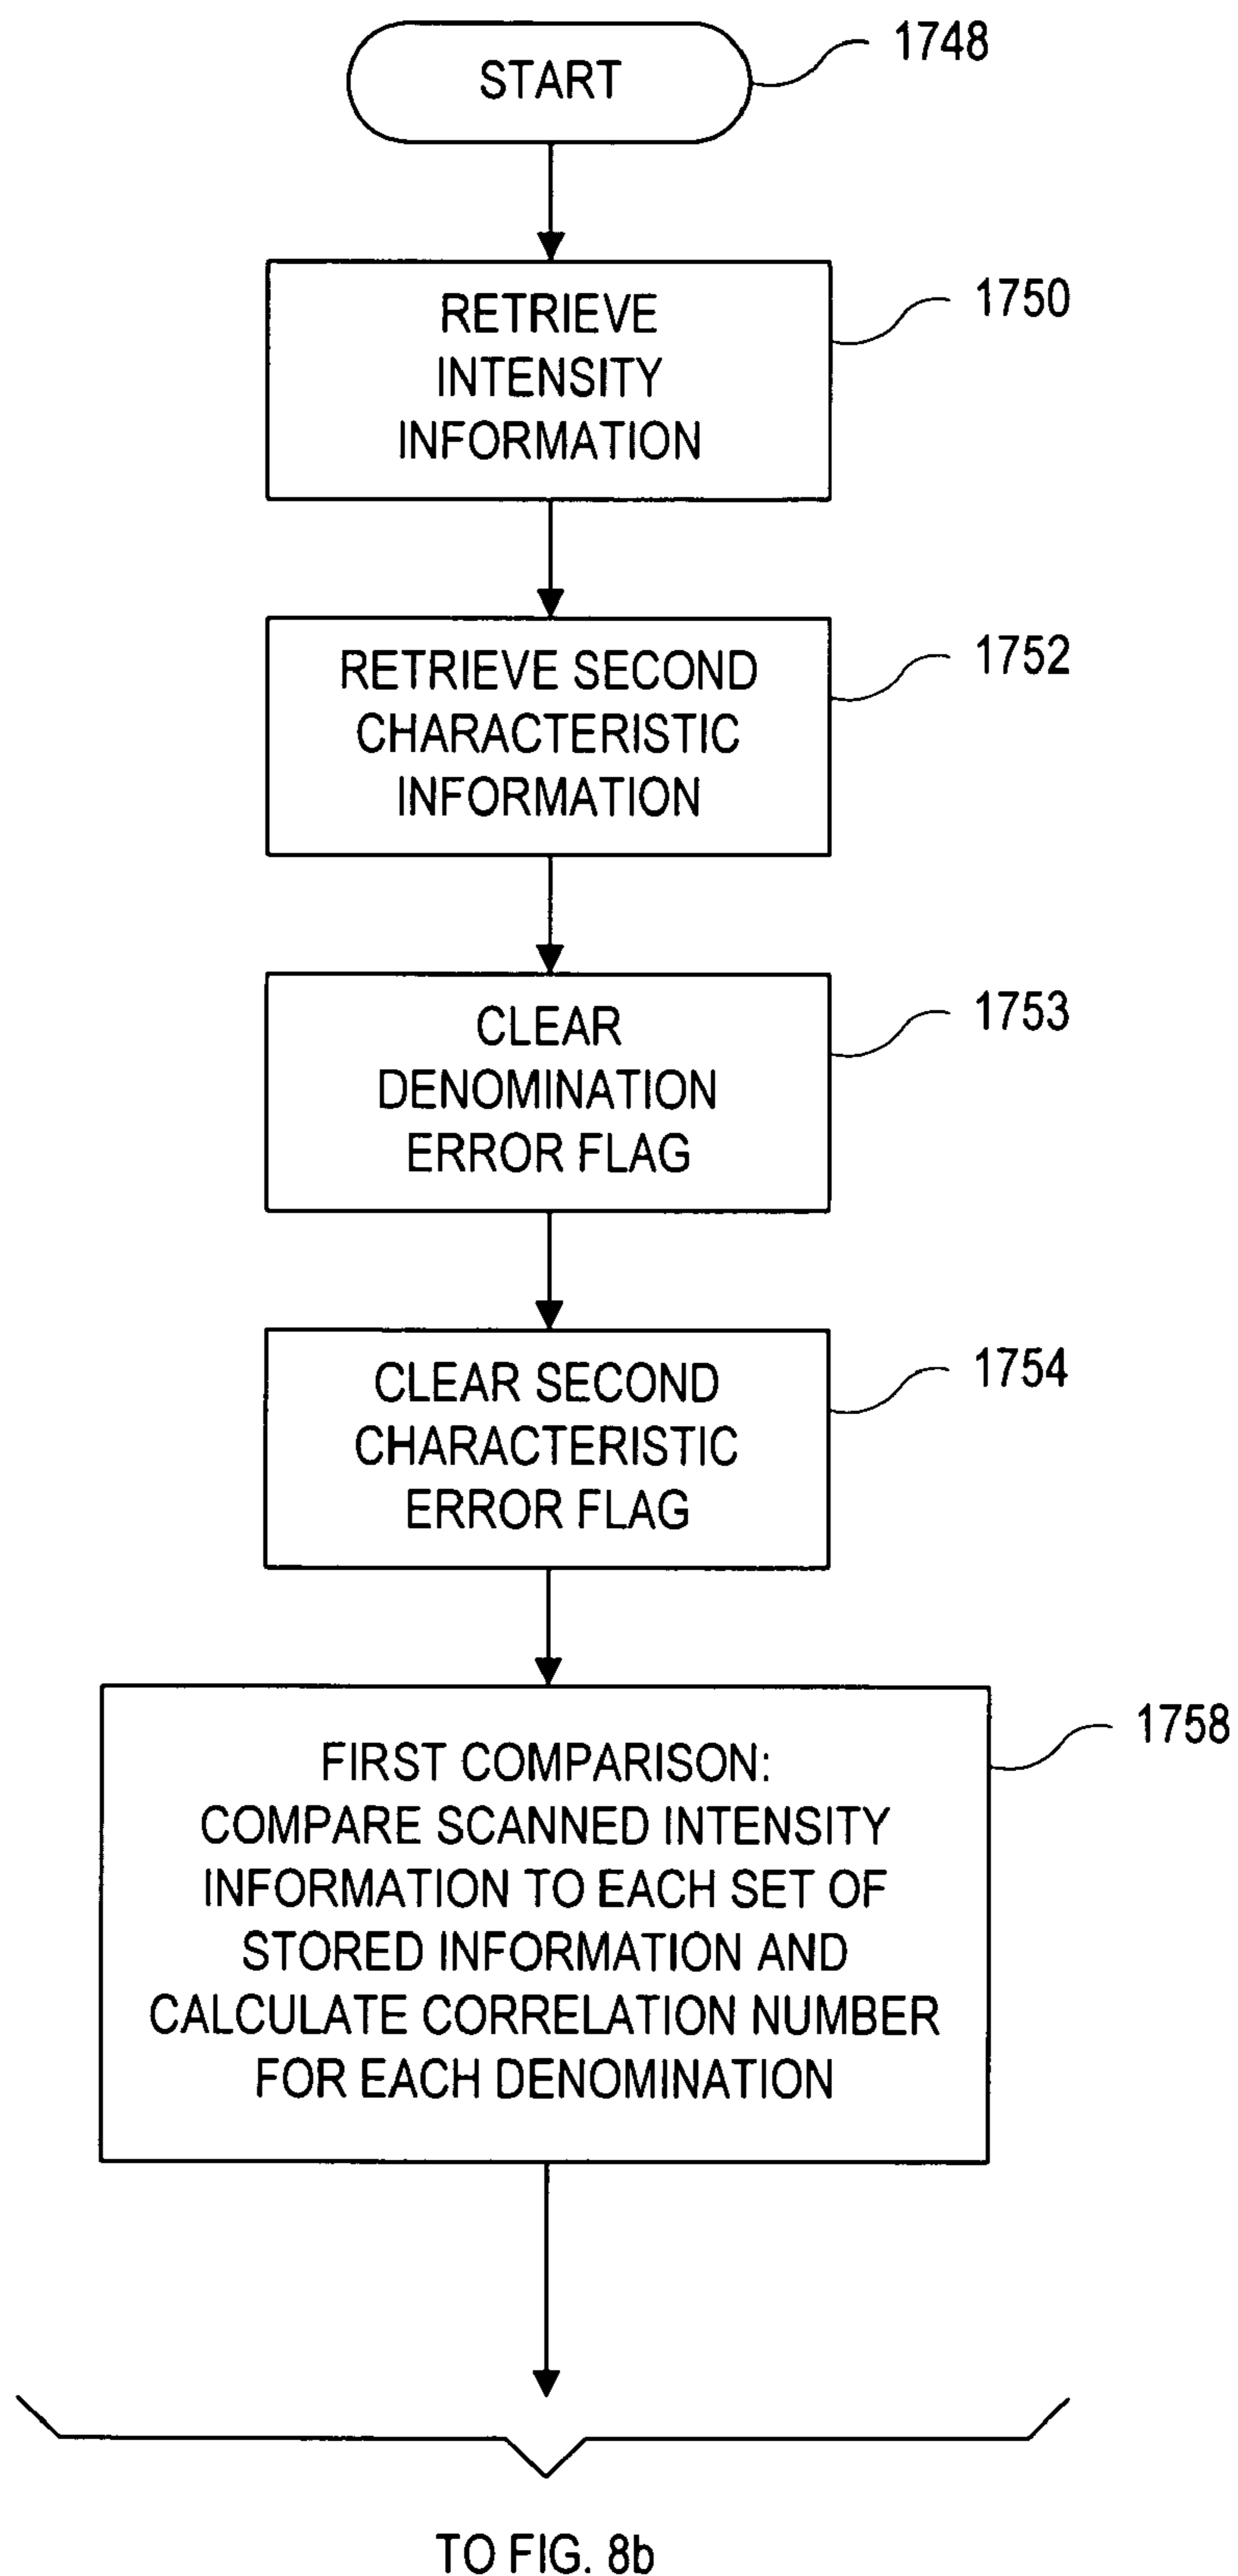 START
1748
RETRIEVE
INTENSITY
INFORMATION
1750
RETRIEVE SECOND
CHARACTERISTIC
INFORMATION
1752
CLEAR
DENOMINATION
ERROR FLAG
1753
CLEAR SECOND
CHARACTERISTIC
ERROR FLAG
1754
FIRST COMPARISON:
COMPARE SCANNED INTENSITY
INFORMATION TO EACH SET OF
STORED INFORMATION AND
CALCULATE CORRELATION NUMBER
FOR EACH DENOMINATION
1758
TO FIG. 8b